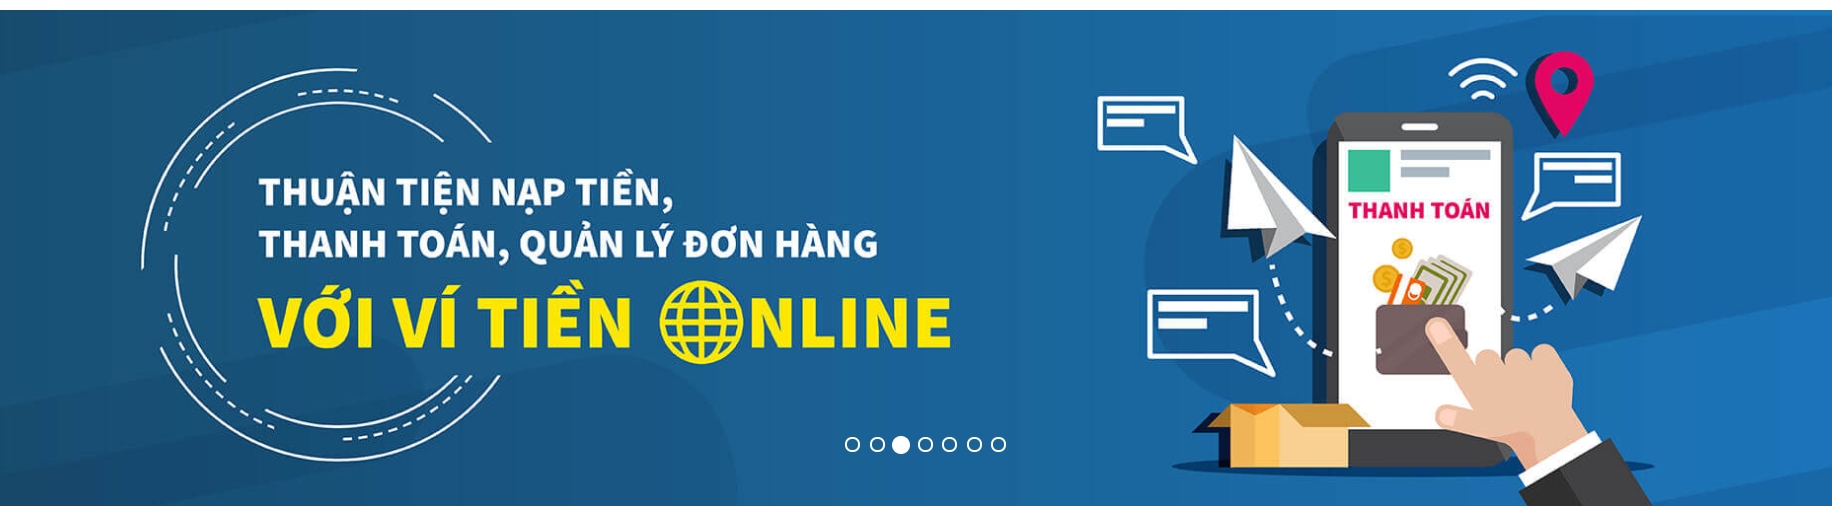 THUẬN TIỆN NẠP TIỀN,
THANH TOÁN, QUẢN LÝ ĐƠN HÀNG
VỚI VÍ TIỀN ONLINE
THANH TOÁN